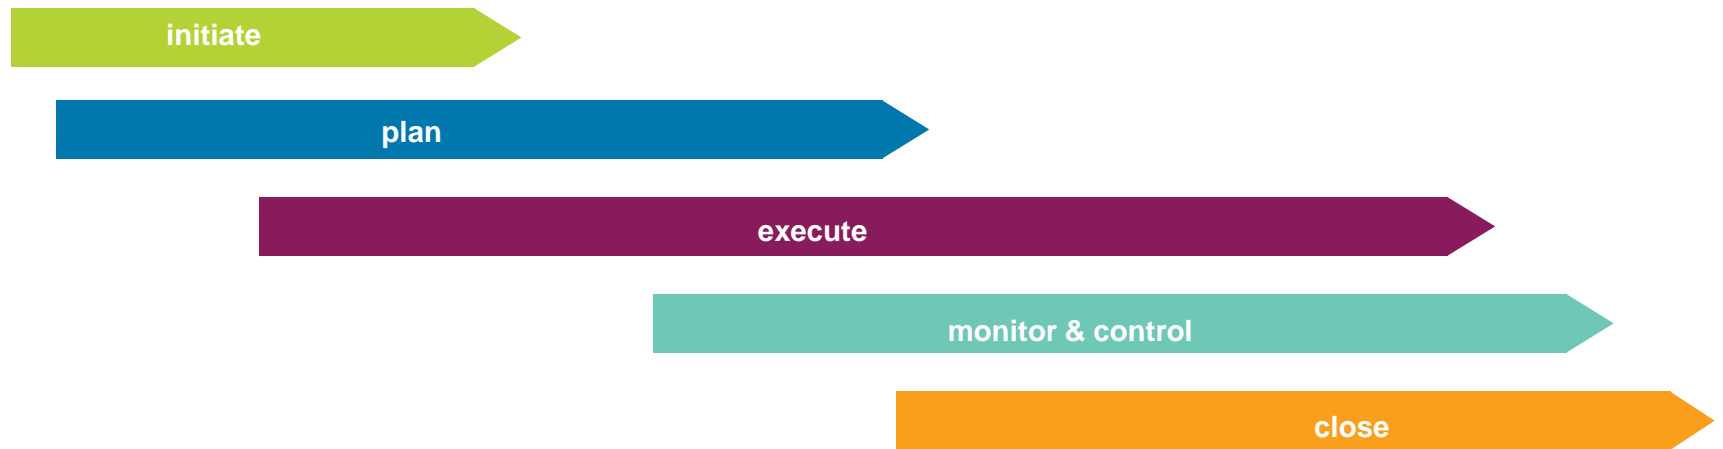 initiate
plan
execute
monitor & control
close